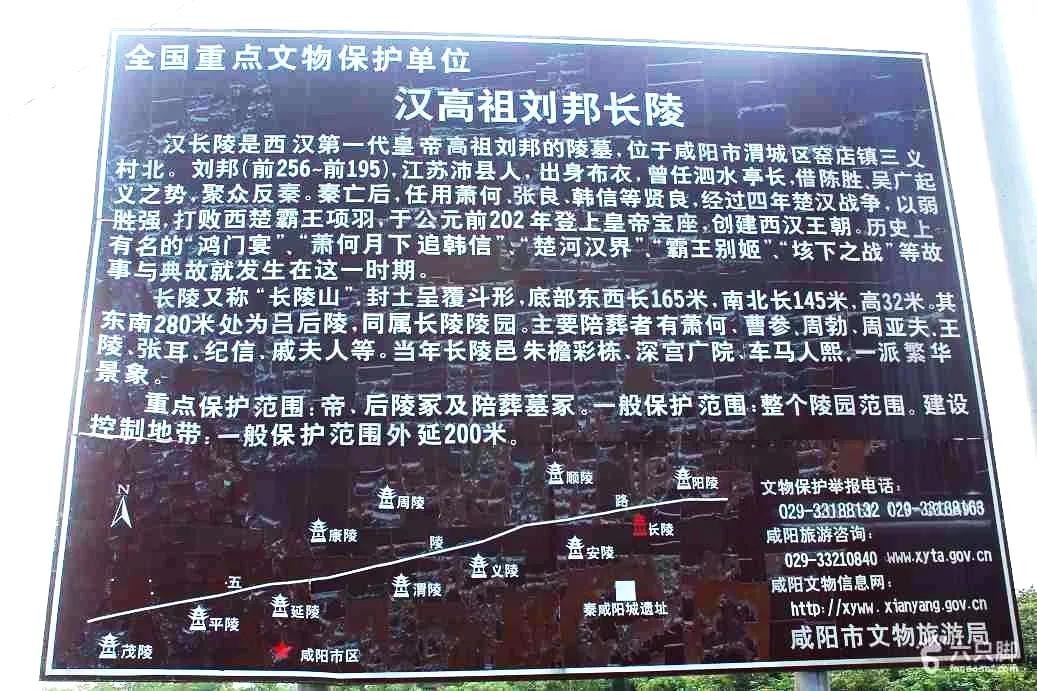 全国重点文物保护单位
汉高祖刘邦长陵
汉长陵是西汉第一代皇帝高祖刘邦的陵墓，位于咸阳市渭城区窑店镇三义
村北。刘邦（前256~前195），江苏沛县人，出身布衣，曾任泗水亭长，借陈胜、吴广起
义之势，聚众反秦。秦亡后，任用萧何、张良、韩信等贤良，经过四年楚汉战争，以弱
胜强，打败西楚霸王项羽，于公元前202年登上皇帝宝座，创建西汉王朝。历史上
有名的“鸿门宴”、“萧何月下追韩信”、“楚河汉界”、“霸王别姬”、“垓下之战”等故
事与典故就发生在这一时期。
长陵又称“长陵山”，封土呈覆斗形，底部东西长165米，南北长145米，高32米。其
东南280米处为吕后陵，同属长陵陵园。主要陪葬者有萧何、曹参、周勃、周亚夫、王
陵、张耳、纪信、戚夫人等。当年长陵邑朱檐彩栋、深宫广院、车马人熙，一派繁华
景象。
重点保护范围：帝、后陵冢及陪葬墓冢。一般保护范围：整个陵园范围。建设
控制地带：一般保护范围外延200米。
N
周陵
顺陵
阳陵
康陵
陵
路
长陵
安陵
义陵
渭陵
五
延陵
平陵
茂陵
咸阳市区
秦咸阳城遗址
文物保护举报电话：
029-33188132 029-33188163
咸阳旅游咨询：
029-33210840 www.xyta.gov.cn
咸阳文物信息网：
http://xyww.xianyang.gov.cn
咸阳市文物旅游局
六只脚